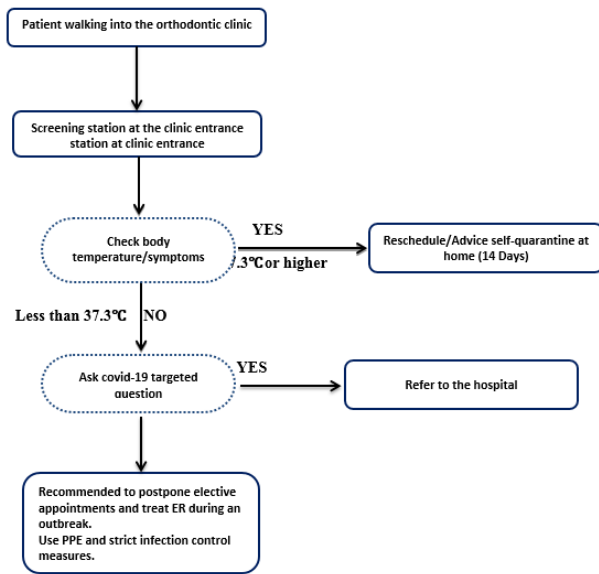 Patient walking into the orthodontic clinic
Screening station at the clinic entrance
station at clinic entrance
Check body
temperature/symptoms
YES
7.3℃or higher
Reschedule/Advice self-quarantine at
home (14 Days)
Less than 37.3℃ NO
Ask covid-19 targeted
question
YES
Refer to the hospital
Recommended to postpone elective
appointments and treat ER during an
outbreak.
Use PPE and strict infection control
measures.